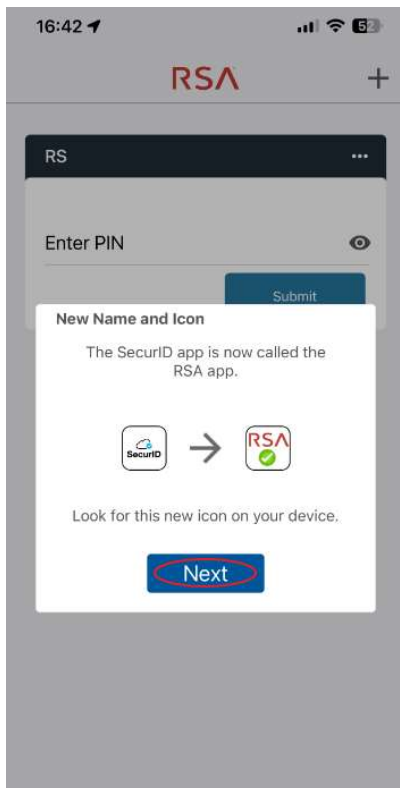 16:42
52
RSA
+
RS
Enter PIN
Submit
New Name and Icon
The SecurID app is now called the
RSA app.
SecurID
RSA
Look for this new icon on your device.
Next